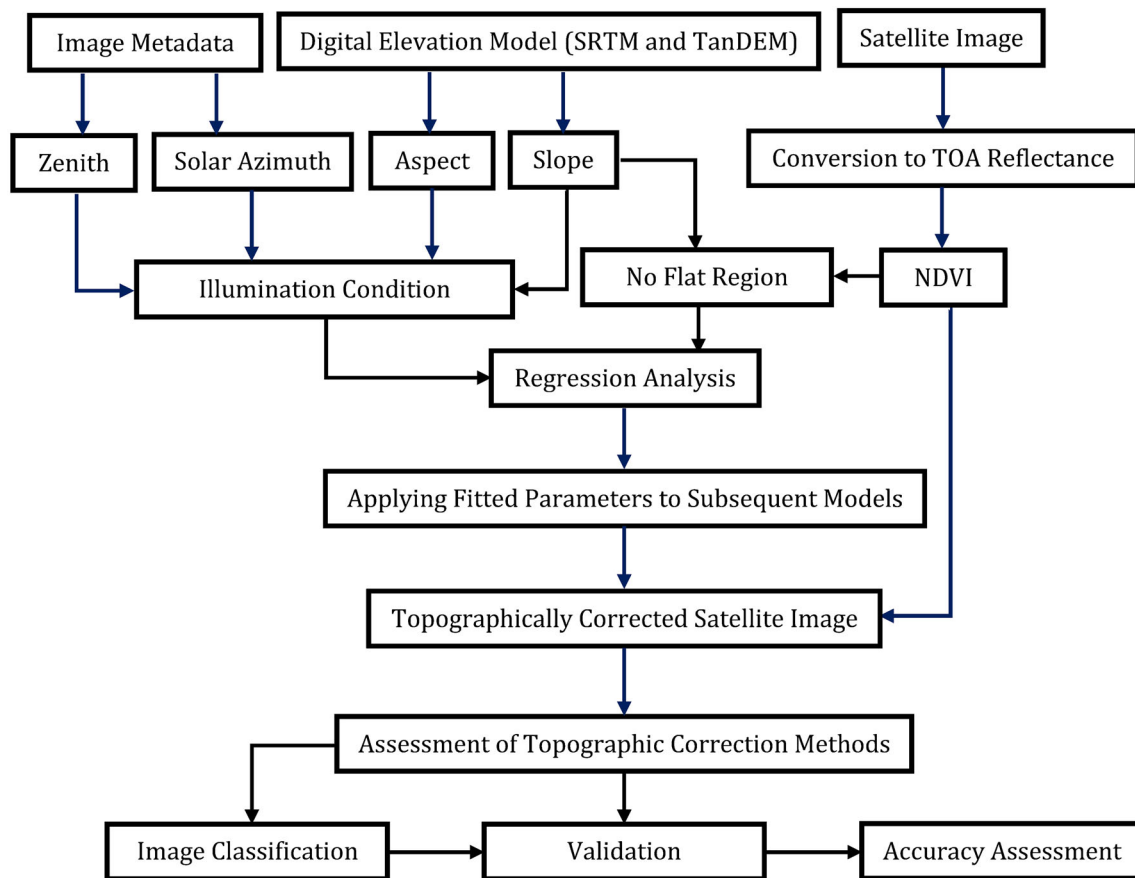 Image Metadata
Digital Elevation Model (SRTM and TanDEM)
Satellite Image
Zenith
Solar Azimuth
Aspect
Slope
Conversion to TOA Reflectance
Illumination Condition
No Flat Region
NDVI
Regression Analysis
Applying Fitted Parameters to Subsequent Models
Topographically Corrected Satellite Image
Assessment of Topographic Correction Methods
Image Classification
Validation
Accuracy Assessment